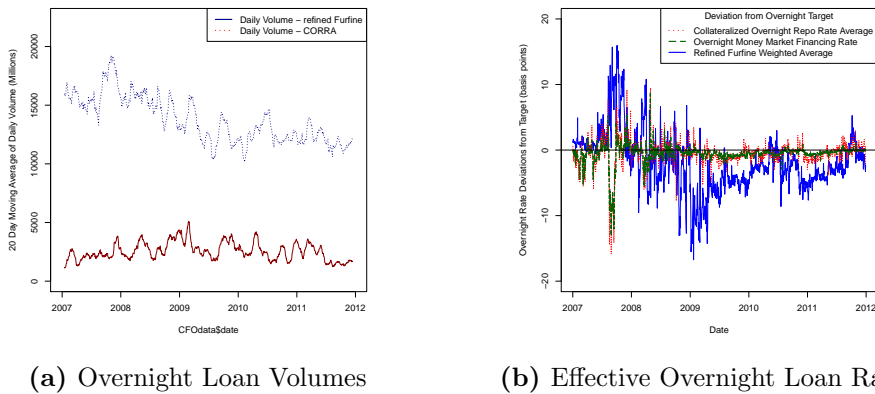 Daily Volume − refined Furfine
Daily Volume − CORRA
20 Day Moving Average of Daily Volume (Millions)
20000
15000
10000
5000
0
2007 2008 2009 2010 2011 2012
CFOdata$date
(a) Overnight Loan Volumes
Deviation from Overnight Target
Collateralized Overnight Repo Rate Average
Overnight Money Market Financing Rate
Refined Furfine Weighted Average
Overnight Rate Deviations from Target (basis points)
20
10
0
−10
−20
2007 2008 2009 2010 2011 2012
Date
(b) Effective Overnight Loan Ra